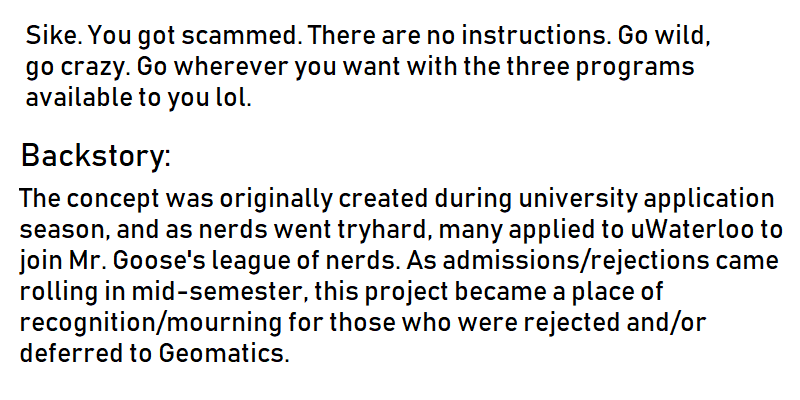 Sike. You got scammed. There are no instructions. Go wild,
go crazy. Go wherever you want with the three programs
available to you lol.
Backstory:
The concept was originally created during university application
season, and as nerds went tryhard, many applied to uWaterloo to
join Mr. Goose's league of nerds. As admissions/rejections came
rolling in mid-semester, this project became a place of
recognition/mourning for those who were rejected and/or
deferred to Geomatics.